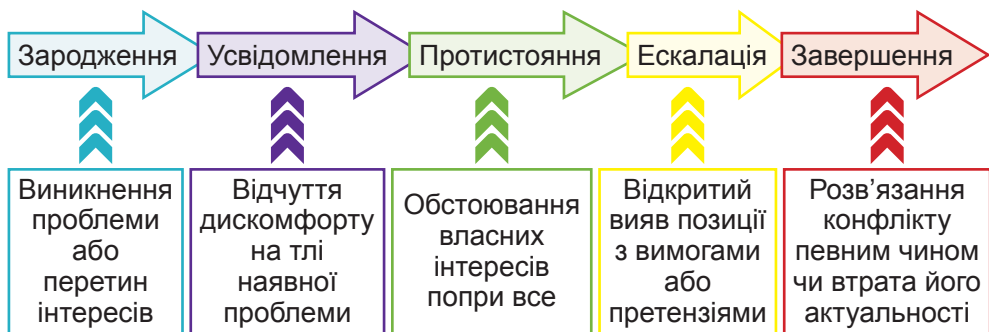 Зародження
Усвідомлення
Протистояння
Ескалація
Завершення
Виникнення
проблеми
або
перетин
інтересів
Відчуття
дискомфорту
на тлі
наявної
проблеми
Обстоювання
власних
інтересів
попри все
Відкритий
вияв позиції
з вимогами
або
претензіями
Розв’язання
конфлікту
певним чином
чи втрата його
актуальності